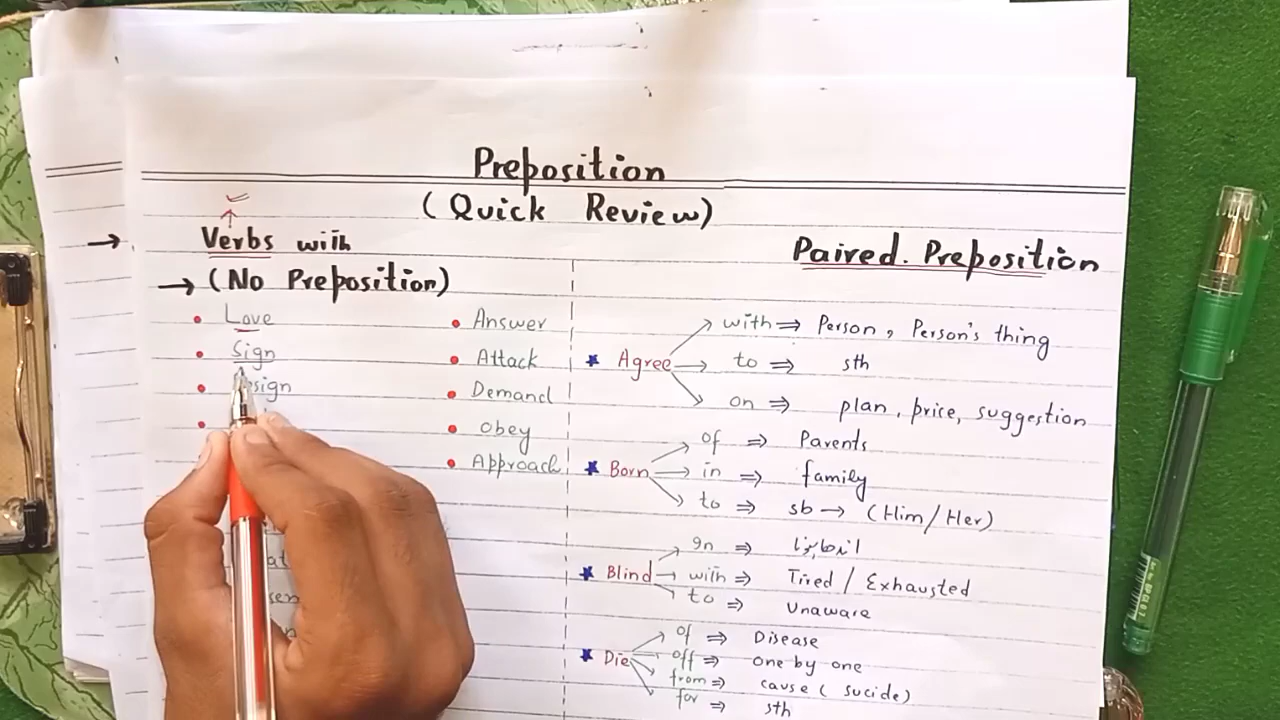 Preposition
(Quick Review)
Verbs with
→ (No Preposition)
• Love
• Sign
sign
• Answer
• Attack
• Demand
• Obey
• Approach
Paired. Preposition
★ Agree → with ⇒ Person, Person's thing
→ to ⇒ sth
→ on ⇒ plan, price, suggestion
★ Born → of ⇒ Parents
→ in ⇒ family
→ to ⇒ sb → (Him/Her)
★ Blind → In ⇒
→ with ⇒ Tired / Exhausted
→ to ⇒ Unaware
★ Die → of ⇒ Disease
→ off ⇒ one by one
→ from ⇒ cause (sucide)
→ for ⇒ sth